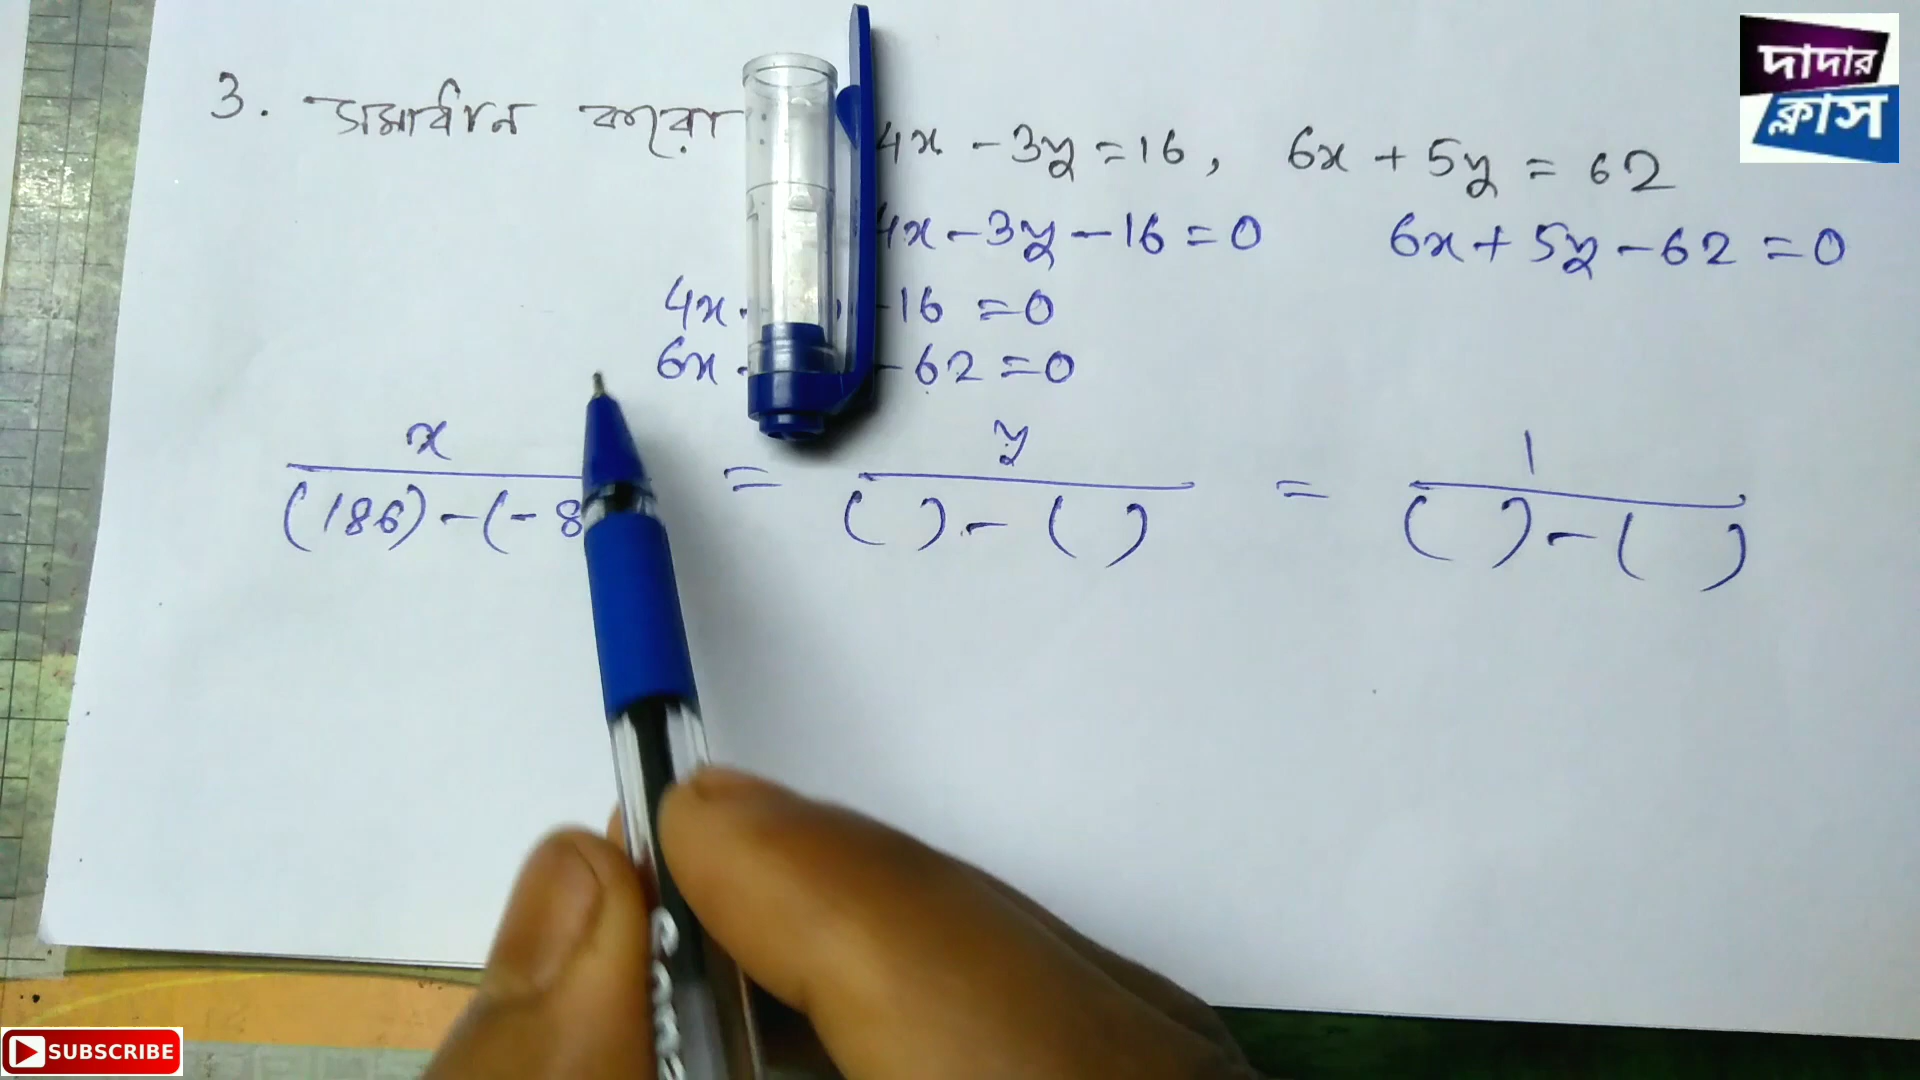 3. সমাধান করো 4x - 3y = 16, 6x + 5y = 62
4x - 3y - 16 = 0 6x + 5y - 62 = 0
4x - 16 = 0
6x - 62 = 0
x / (186) - (- 8 = y / ( ) - ( ) = 1 / ( ) - ( )
দাদার
ক্লাস
SUBSCRIBE